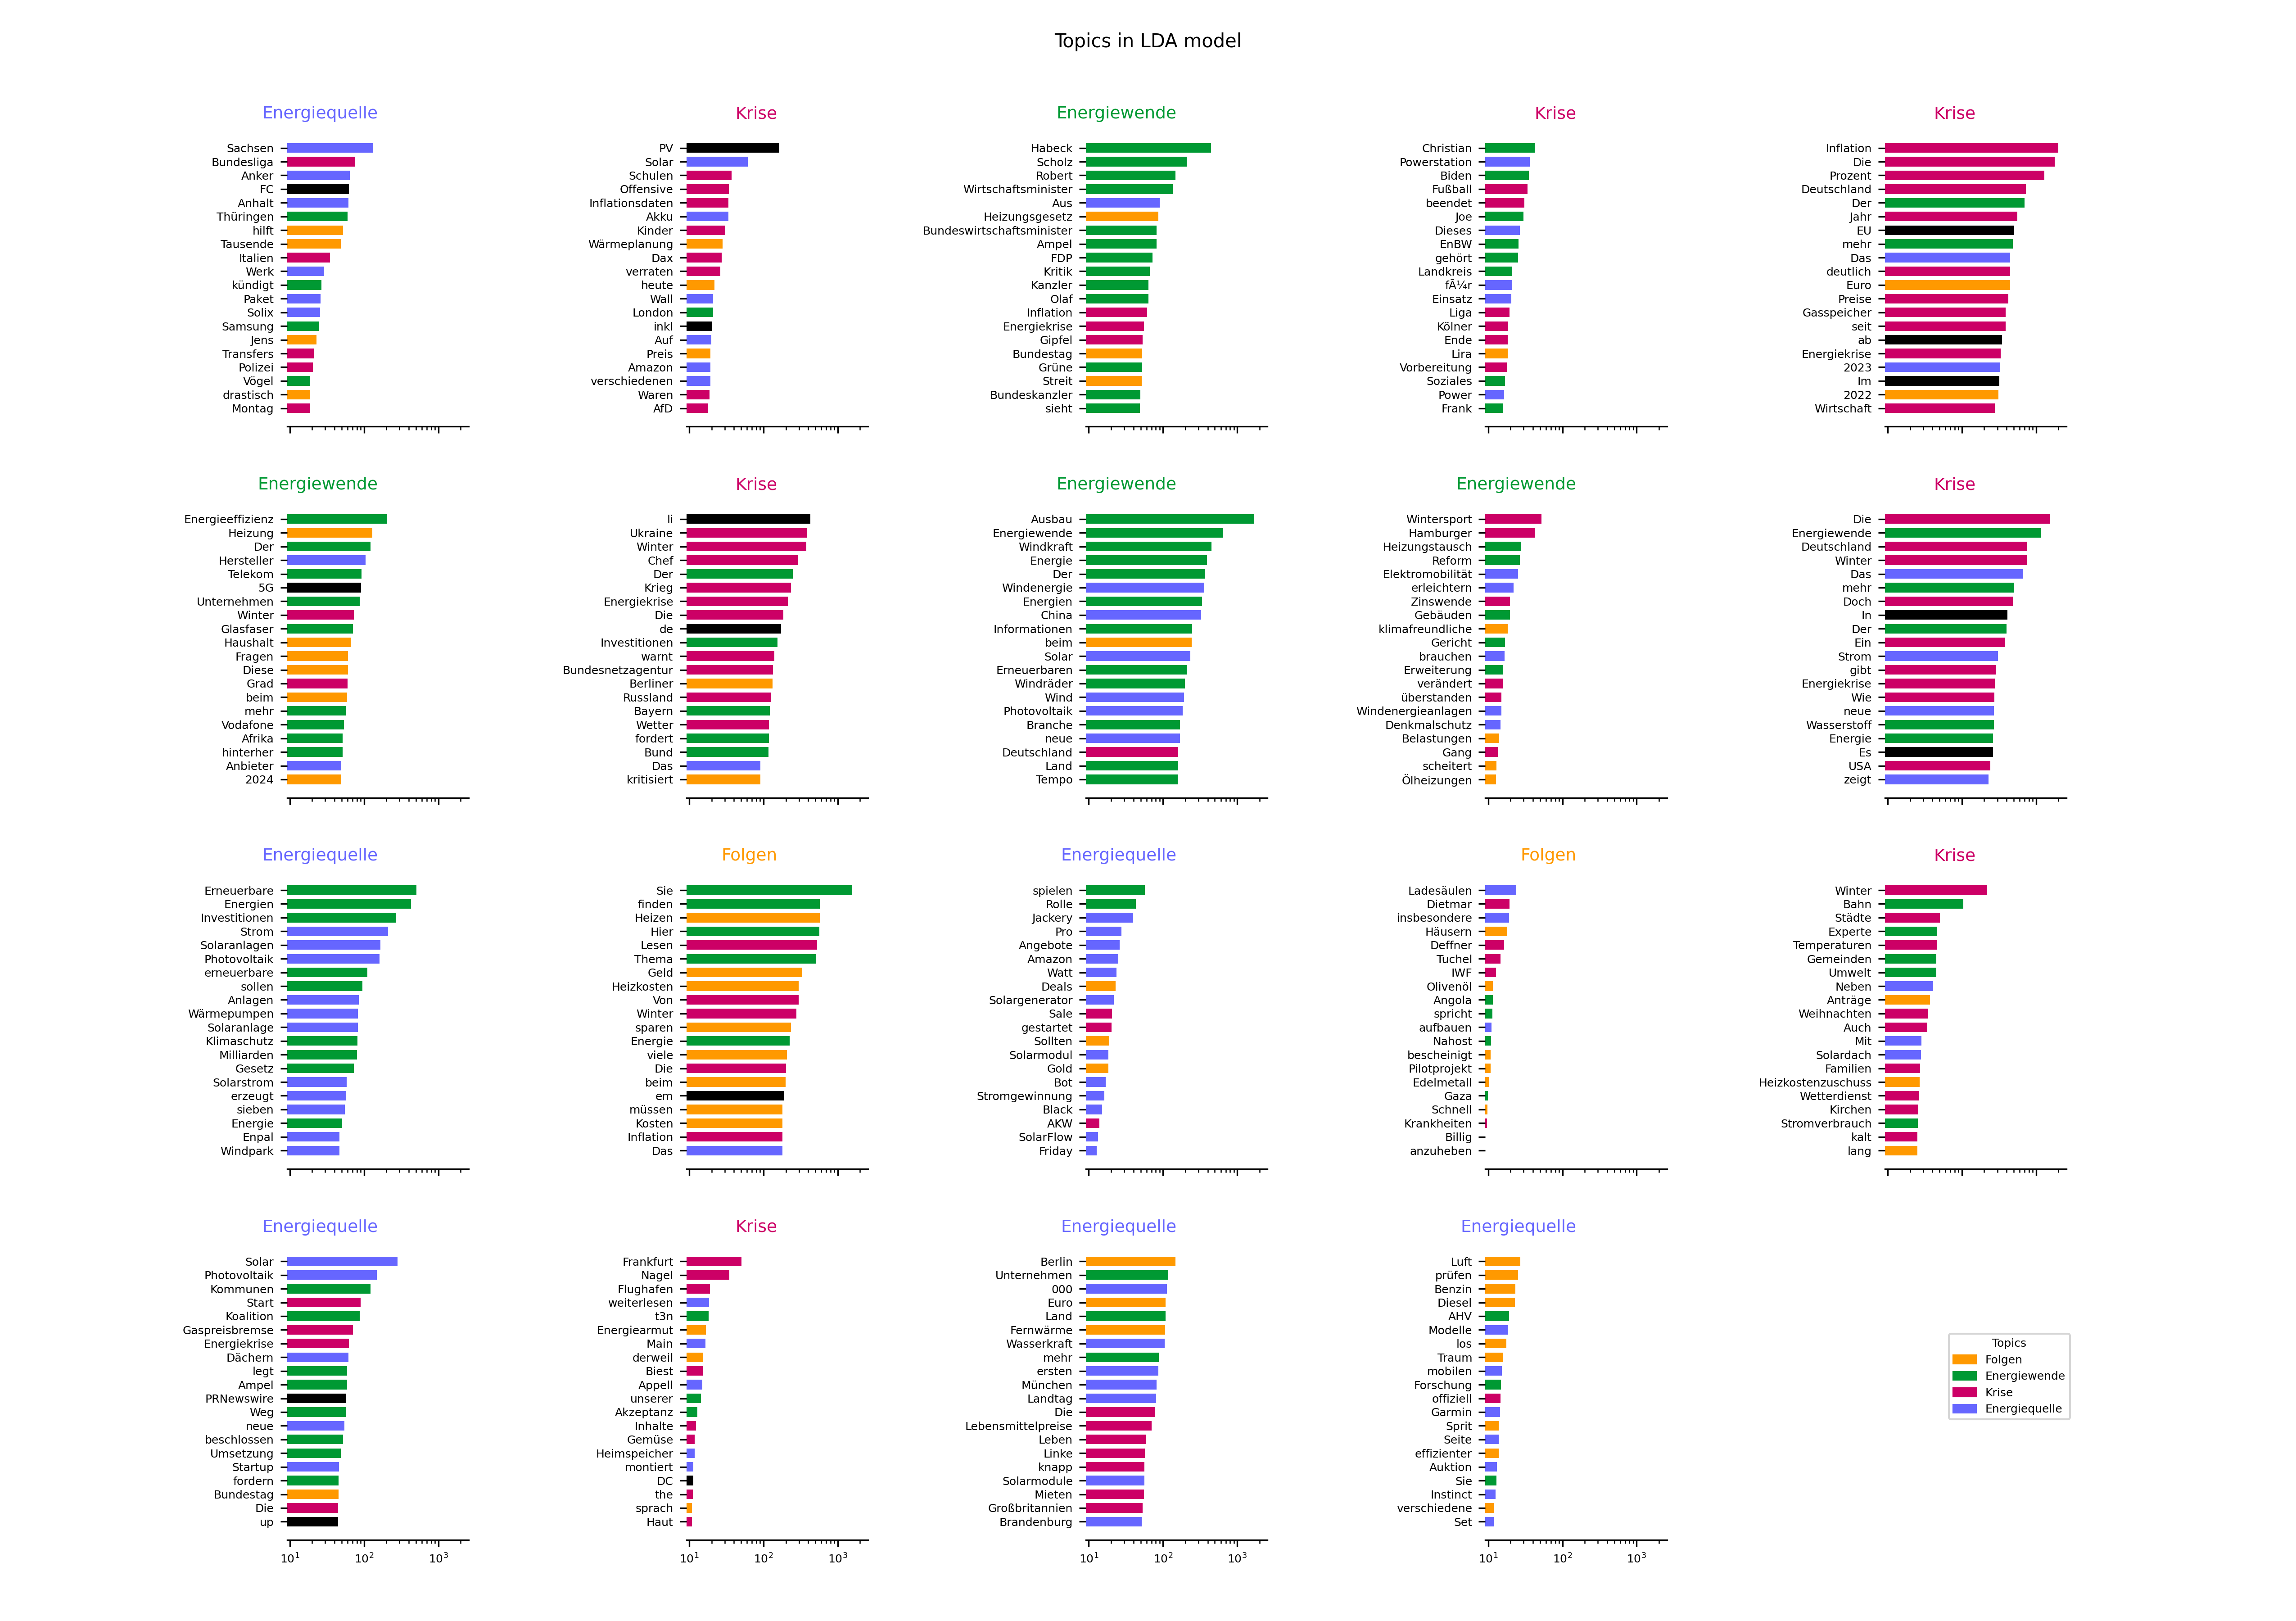 Topics in LDA model
Energiequelle
Sachsen
Bundesliga
Anker
FC
Anhalt
Thüringen
hilft
Tausende
Italien
Werk
kündigt
Paket
Solix
Samsung
Jens
Transfers
Polizei
Vögel
drastisch
Montag
Krise
PV
Solar
Schulen
Offensive
Inflationsdaten
Akku
Kinder
Wärmeplanung
Dax
verraten
heute
Wall
London
inkl
Auf
Preis
Amazon
verschiedenen
Waren
AfD
Energiewende
Habeck
Scholz
Robert
Wirtschaftsminister
Aus
Heizungsgesetz
Bundeswirtschaftsminister
Ampel
FDP
Kritik
Kanzler
Olaf
Inflation
Energiekrise
Gipfel
Bundestag
Grüne
Streit
Bundeskanzler
sieht
Krise
Christian
Powerstation
Biden
Fußball
beendet
Joe
Dieses
EnBW
gehört
Landkreis
fÃ¼r
Einsatz
Liga
Kölner
Ende
Lira
Vorbereitung
Soziales
Power
Frank
Krise
Inflation
Die
Prozent
Deutschland
Der
Jahr
EU
mehr
Das
deutlich
Euro
Preise
Gasspeicher
seit
ab
Energiekrise
2023
Im
2022
Wirtschaft
Energiewende
Energieeffizienz
Heizung
Der
Hersteller
Telekom
5G
Unternehmen
Winter
Glasfaser
Haushalt
Fragen
Diese
Grad
beim
mehr
Vodafone
Afrika
hinterher
Anbieter
2024
Krise
li
Ukraine
Winter
Chef
Der
Krieg
Energiekrise
Die
de
Investitionen
warnt
Bundesnetzagentur
Berliner
Russland
Bayern
Wetter
fordert
Bund
Das
kritisiert
Energiewende
Ausbau
Energiewende
Windkraft
Energie
Der
Windenergie
Energien
China
Informationen
beim
Solar
Erneuerbaren
Windräder
Wind
Photovoltaik
Branche
neue
Deutschland
Land
Tempo
Energiewende
Wintersport
Hamburger
Heizungstausch
Reform
Elektromobilität
erleichtern
Zinswende
Gebäuden
klimafreundliche
Gericht
brauchen
Erweiterung
verändert
überstanden
Windenergieanlagen
Denkmalschutz
Belastungen
Gang
scheitert
Ölheizungen
Krise
Die
Energiewende
Deutschland
Winter
Das
mehr
Doch
In
Der
Ein
Strom
gibt
Energiekrise
Wie
neue
Wasserstoff
Energie
Es
USA
zeigt
Energiequelle
Erneuerbare
Energien
Investitionen
Strom
Solaranlagen
Photovoltaik
erneuerbare
sollen
Anlagen
Wärmepumpen
Solaranlage
Klimaschutz
Milliarden
Gesetz
Solarstrom
erzeugt
sieben
Energie
Enpal
Windpark
Folgen
Sie
finden
Heizen
Hier
Lesen
Thema
Geld
Heizkosten
Von
Winter
sparen
Energie
viele
Die
beim
em
müssen
Kosten
Inflation
Das
Energiequelle
spielen
Rolle
Jackery
Pro
Angebote
Amazon
Watt
Deals
Solargenerator
Sale
gestartet
Sollten
Solarmodul
Gold
Bot
Stromgewinnung
Black
AKW
SolarFlow
Friday
Folgen
Ladesäulen
Dietmar
insbesondere
Häusern
Deffner
Tuchel
IWF
Olivenöl
Angola
spricht
aufbauen
Nahost
bescheinigt
Pilotprojekt
Edelmetall
Gaza
Schnell
Krankheiten
Billig
anzuheben
Krise
Winter
Bahn
Städte
Experte
Temperaturen
Gemeinden
Umwelt
Neben
Anträge
Weihnachten
Auch
Mit
Solardach
Familien
Heizkostenzuschuss
Wetterdienst
Kirchen
Stromverbrauch
kalt
lang
Energiequelle
Solar
Photovoltaik
Kommunen
Start
Koalition
Gaspreisbremse
Energiekrise
Dächern
legt
Ampel
PRNewswire
Weg
neue
beschlossen
Umsetzung
Startup
fordern
Bundestag
Die
up
10¹ 10² 10³
Krise
Frankfurt
Nagel
Flughafen
weiterlesen
t3n
Energiearmut
Main
derweil
Biest
Appell
unserer
Akzeptanz
Inhalte
Gemüse
Heimspeicher
montiert
DC
the
sprach
Haut
10¹ 10² 10³
Energiequelle
Berlin
Unternehmen
000
Euro
Land
Fernwärme
Wasserkraft
mehr
ersten
München
Landtag
Die
Lebensmittelpreise
Leben
Linke
knapp
Solarmodule
Mieten
Großbritannien
Brandenburg
10¹ 10² 10³
Energiequelle
Luft
prüfen
Benzin
Diesel
AHV
Modelle
los
Traum
mobilen
Forschung
offiziell
Garmin
Sprit
Seite
effizienter
Auktion
Sie
Instinct
verschiedene
Set
10¹ 10² 10³
Topics
Folgen
Energiewende
Krise
Energiequelle